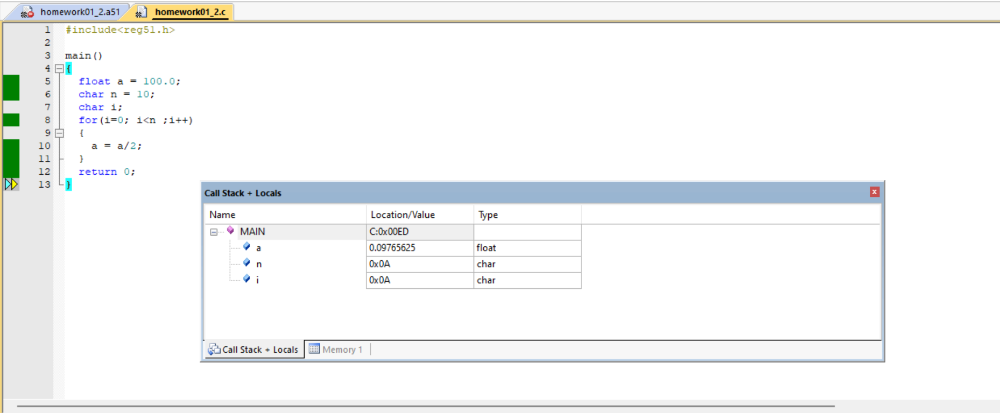 homework01_2.a51 homework01_2.c
1 #include<reg51.h>
2
3 main()
4 {
5 float a = 100.0;
6 char n = 10;
7 char i;
8 for(i=0; i<n ;i++)
9 {
10 a = a/2;
11 }
12 return 0;
13 }
Call Stack + Locals
Name Location/Value Type
MAIN C:0x00ED
a 0.09765625 float
n 0x0A char
i 0x0A char
Call Stack + Locals Memory 1